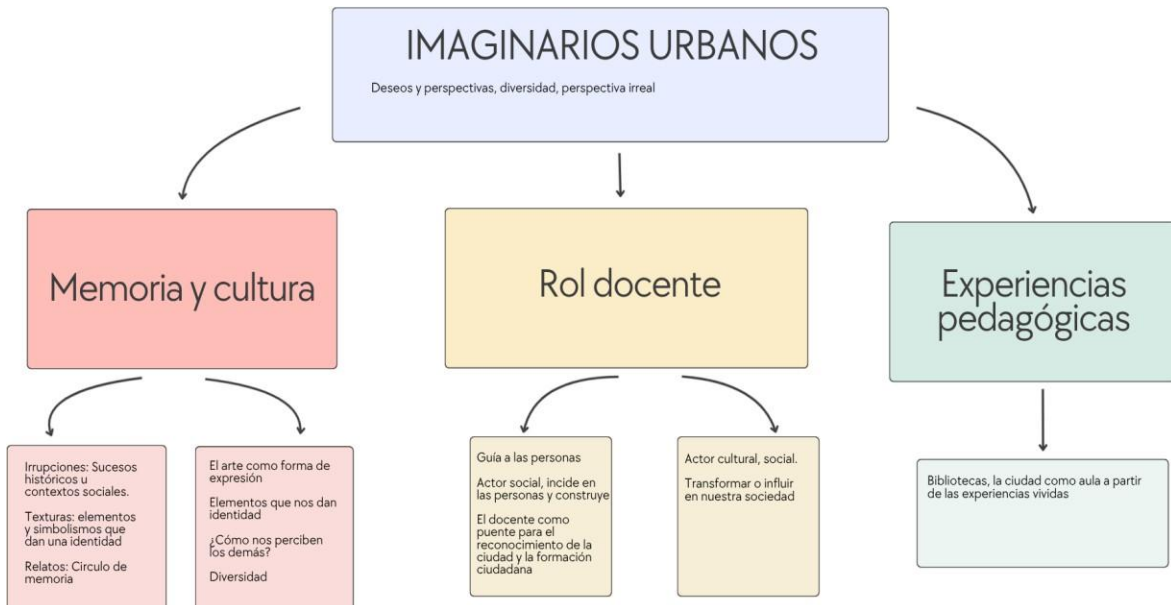 IMAGINARIOS URBANOS
Deseos y perspectivas, diversidad, perspectiva irreal
Memoria y cultura
Rol docente
Experiencias
pedagógicas
Irrupciones: Sucesos
históricos u
contextos sociales.
Texturas: elementos
y simbolismos que
dan una identidad
Relatos: Circulo de
memoria
El arte como forma de
expresión
Elementos que nos dan
identidad
¿Cómo nos perciben
los demás?
Diversidad
Guía a las personas
Actor social, incide en
las personas y construye
El docente como
puente para el
reconocimiento de la
ciudad y la formación
ciudadana
Actor cultural, social.
Transformar o influir
en nuestra sociedad
Bibliotecas, la ciudad como aula a partir
de las experiencias vividas